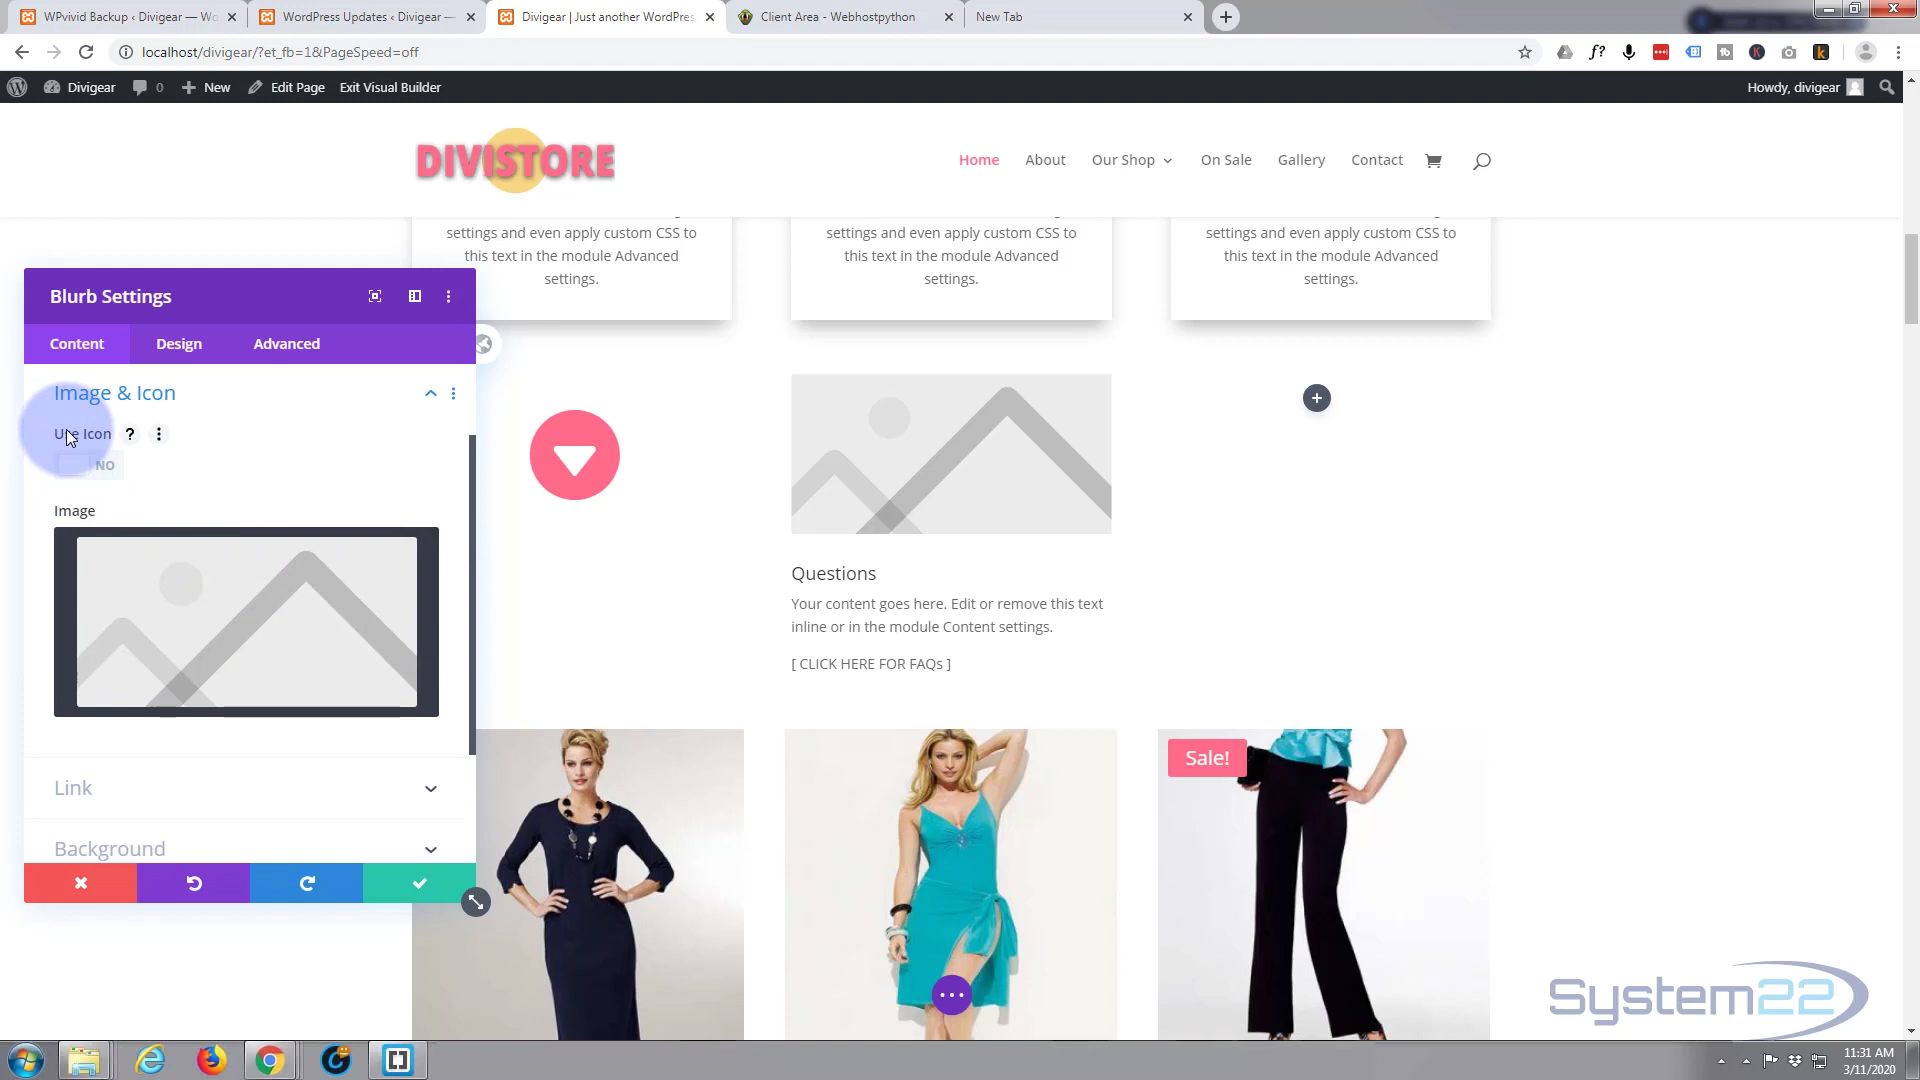 WPvivid Backup ‹ Divigear — Wo
WordPress Updates ‹ Divigear —
Divigear | Just another WordPres
Client Area - Webhostpython
New Tab
localhost/divigear/?et_fb=1&PageSpeed=off
Divigear
0
New
Edit Page
Exit Visual Builder
Howdy, divigear
DIVISTORE
Home
About
Our Shop
On Sale
Gallery
Contact
settings and even apply custom CSS to
this text in the module Advanced
settings.
settings and even apply custom CSS to
this text in the module Advanced
settings.
settings and even apply custom CSS to
this text in the module Advanced
settings.
Blurb Settings
Content
Design
Advanced
Image & Icon
Use Icon
?
NO
Image
Link
Background
Questions
Your content goes here. Edit or remove this text
inline or in the module Content settings.
[ CLICK HERE FOR FAQs ]
Sale!
System22
11:31 AM
3/11/2020